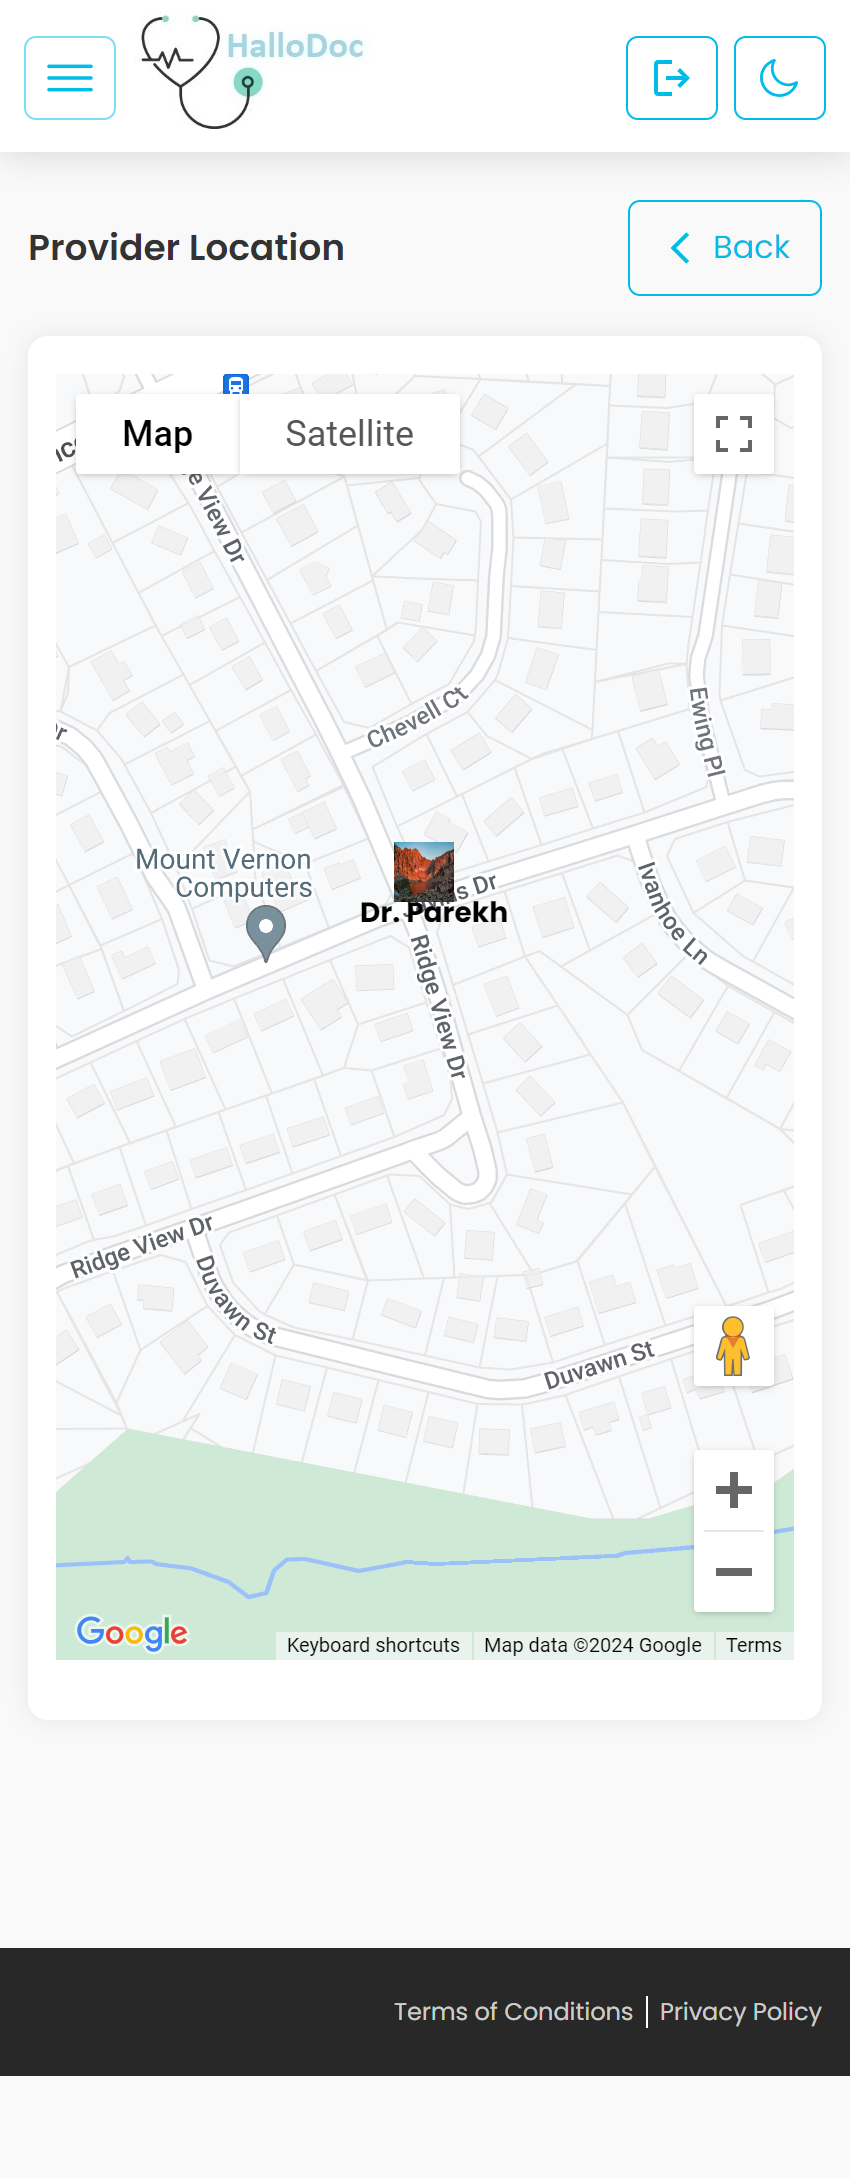 HalloDoc
Provider Location
Back
Map
Satellite
View Dr
Chevell Ct
Ewing Pl
Mount Vernon
Computers
Dr. Parekh
Ivanhoe Ln
Ridge View Dr
Ridge View Dr
Duvawn St
Duvawn St
Google
Keyboard shortcuts
Map data ©2024 Google
Terms
Terms of Conditions
Privacy Policy